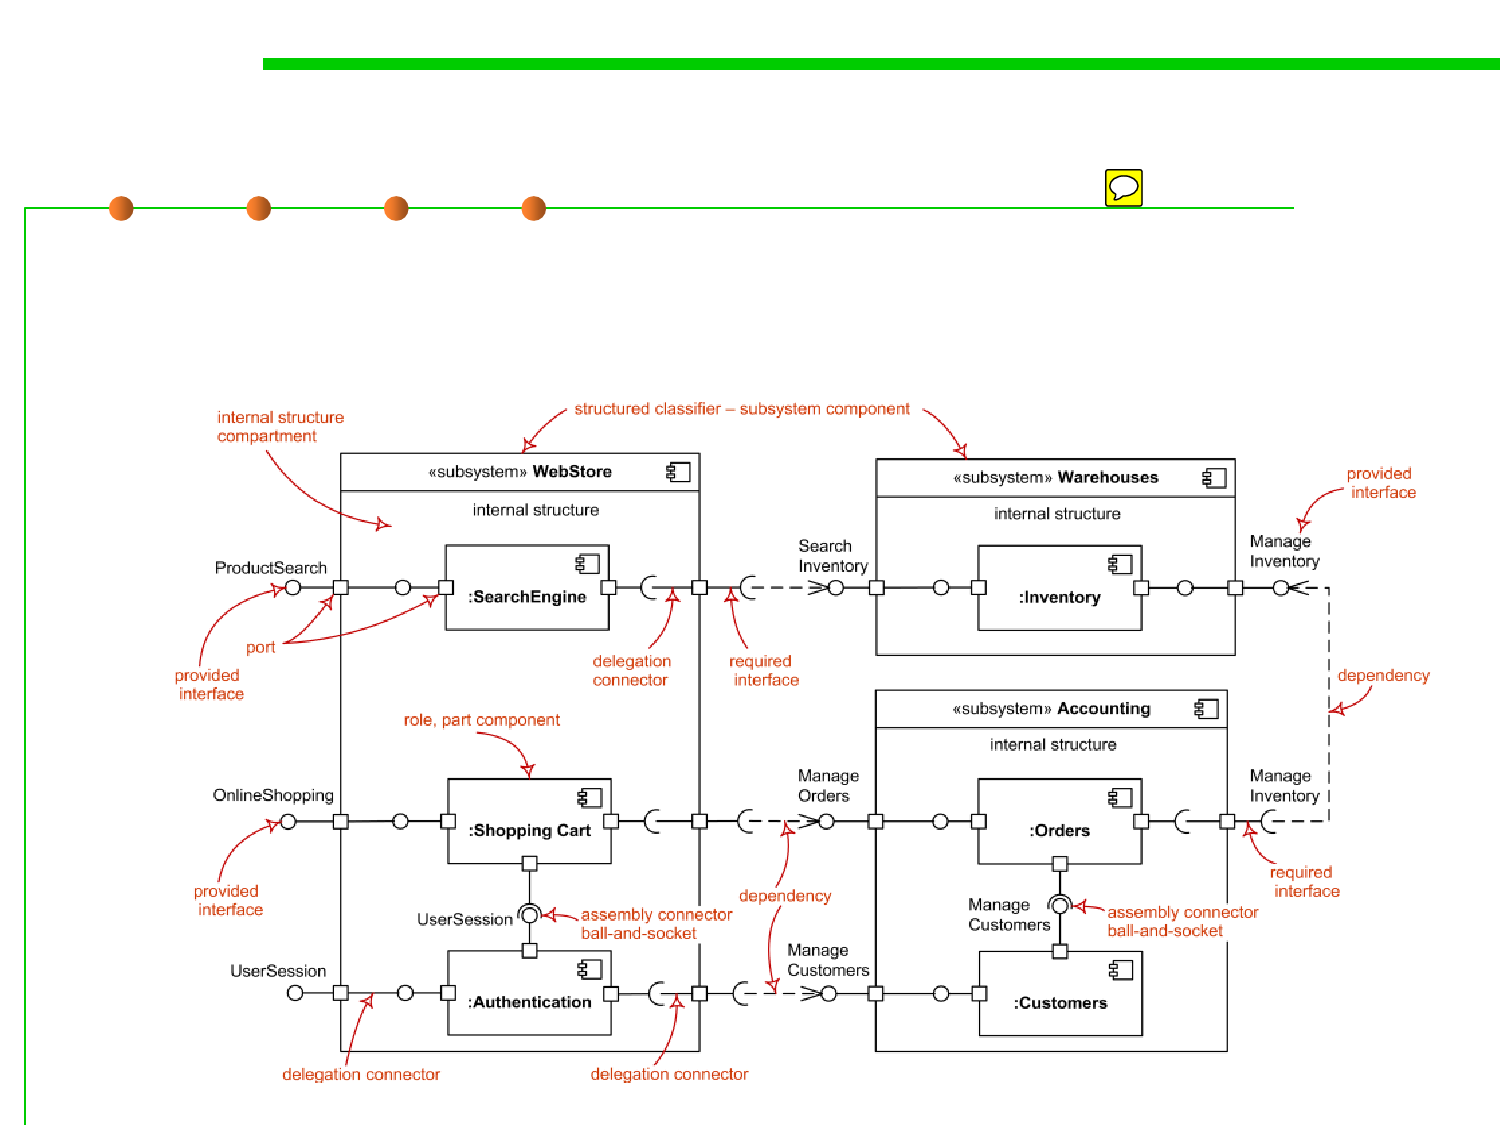 structured classifier – subsystem component
internal structure
compartment
«subsystem» WebStore
internal structure
«subsystem» Warehouses
internal structure
provided
interface
ProductSearch
:SearchEngine
Search
Inventory
:Inventory
Manage
Inventory
port
provided
interface
delegation
connector
required
interface
dependency
role, part component
«subsystem» Accounting
internal structure
OnlineShopping
:Shopping Cart
Manage
Orders
:Orders
Manage
Inventory
provided
interface
dependency
required
interface
UserSession
assembly connector
ball-and-socket
Manage
Customers
assembly connector
ball-and-socket
UserSession
:Authentication
Manage
Customers
:Customers
delegation connector
delegation connector